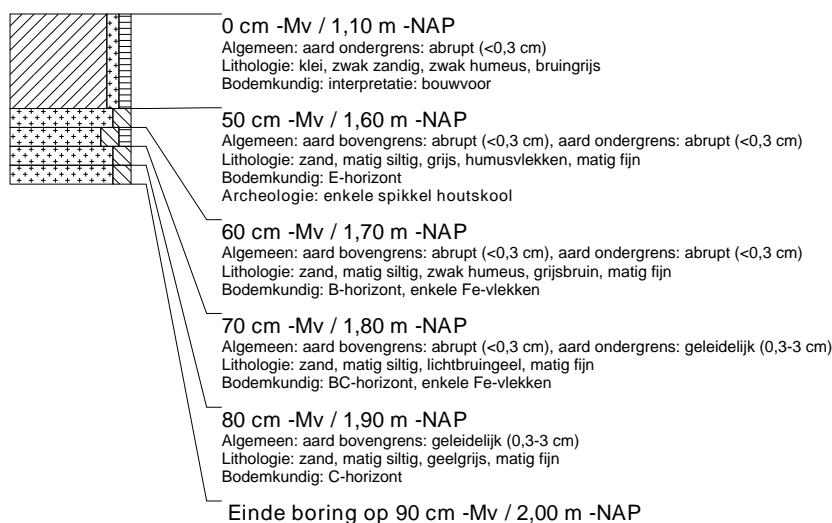 0 cm -Mv / 1,10 m -NAP
Algemeen: aard ondergrens: abrupt (<0,3 cm)
Lithologie: klei, zwak zandig, zwak humeus, bruingrijs
Bodemkundig: interpretatie: bouwvoor
50 cm -Mv / 1,60 m -NAP
Algemeen: aard bovengrens: abrupt (<0,3 cm), aard ondergrens: abrupt (<0,3 cm)
Lithologie: zand, matig siltig, grijs, humusvlekken, matig fijn
Bodemkundig: E-horizont
Archeologie: enkele spikkel houtskool
60 cm -Mv / 1,70 m -NAP
Algemeen: aard bovengrens: abrupt (<0,3 cm), aard ondergrens: abrupt (<0,3 cm)
Lithologie: zand, matig siltig, zwak humeus, grijsbruin, matig fijn
Bodemkundig: B-horizont, enkele Fe-vlekken
70 cm -Mv / 1,80 m -NAP
Algemeen: aard bovengrens: abrupt (<0,3 cm), aard ondergrens: geleidelijk (0,3-3 cm)
Lithologie: zand, matig siltig, lichtbruingeel, matig fijn
Bodemkundig: BC-horizont, enkele Fe-vlekken
80 cm -Mv / 1,90 m -NAP
Algemeen: aard bovengrens: geleidelijk (0,3-3 cm)
Lithologie: zand, matig siltig, geelgrijs, matig fijn
Bodemkundig: C-horizont
Einde boring op 90 cm -Mv / 2,00 m -NAP